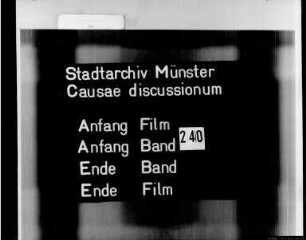 Stadtarchiv Münster
Causae discussionum
Anfang Film
Anfang Band 240
Ende Band
Ende Film